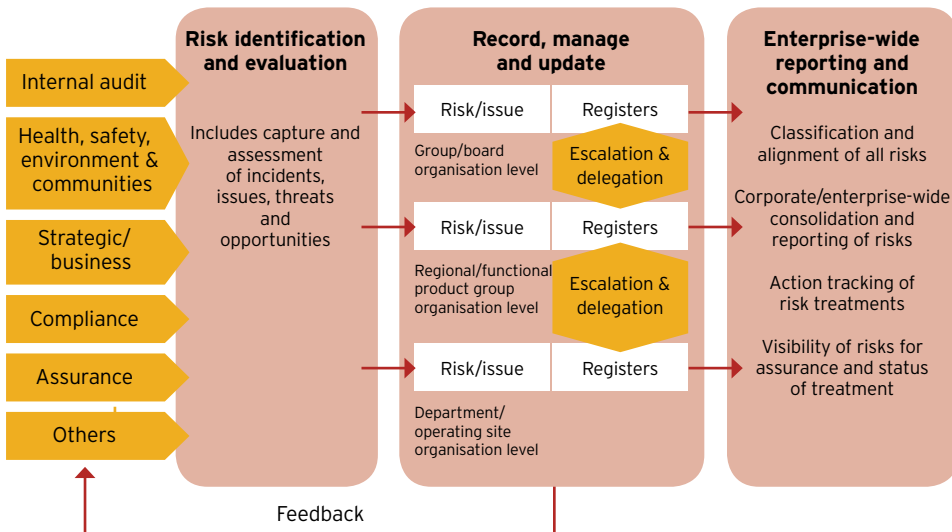 Internal audit
Health, safety,
environment &
communities
Strategic/
business
Compliance
Assurance
Others
Risk identification
and evaluation
Includes capture and
assessment
of incidents,
issues, threats
and
opportunities
Record, manage
and update
Risk/issue
Registers
Group/board
organisation level
Escalation &
delegation
Risk/issue
Registers
Regional/functional
product group
organisation level
Escalation &
delegation
Risk/issue
Registers
Department/
operating site
organisation level
Enterprise-wide
reporting and
communication
Classification and
alignment of all risks
Corporate/enterprise-wide
consolidation and
reporting of risks
Action tracking of
risk treatments
Visibility of risks for
assurance and status
of treatment
Feedback